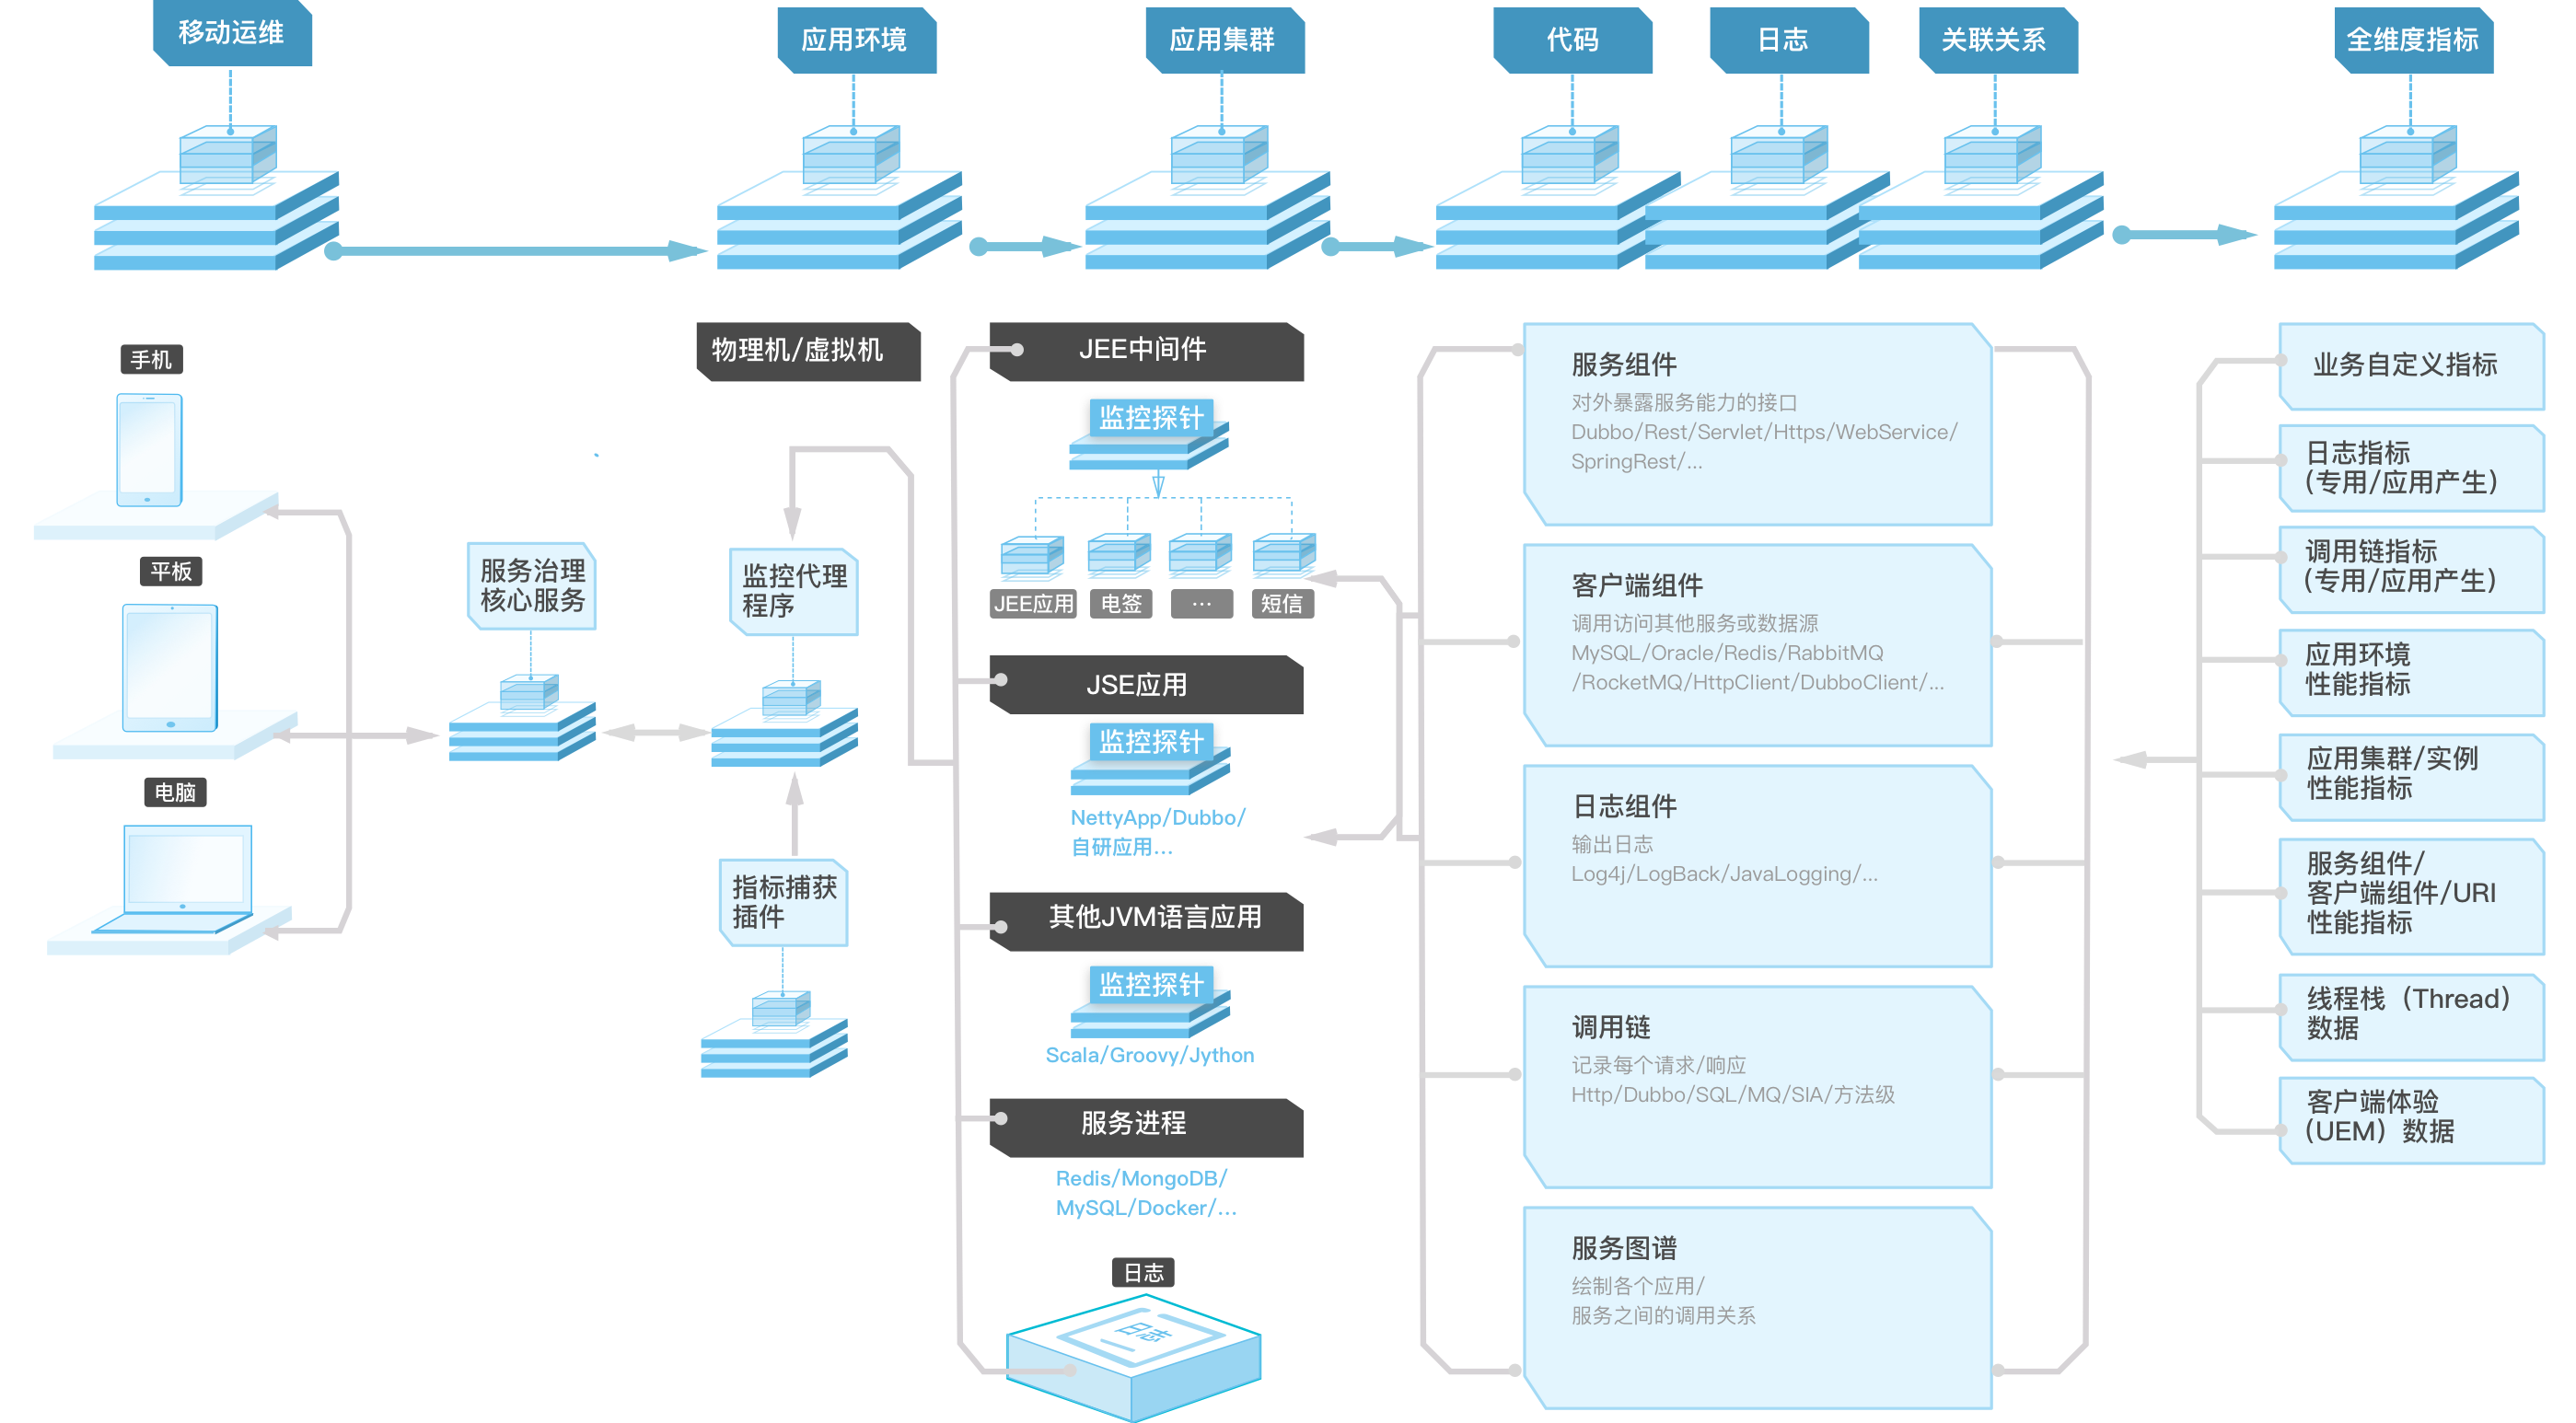 移动运维
应用环境
应用集群
代码
日志
关联关系
全维度指标
手机
平板
电脑
服务治理
核心服务
物理机/虚拟机
监控代理
程序
指标捕获
插件
JEE中间件
监控探针
JEE应用
电签
...
短信
JSE应用
监控探针
NettyApp/Dubbo/
自研应用...
其他JVM语言应用
监控探针
Scala/Groovy/Jython
服务进程
Redis/MongoDB/
MySQL/Docker/...
日志
日志
服务组件
对外暴露服务能力的接口
Dubbo/Rest/Servlet/Https/WebService/
SpringRest/...
客户端组件
调用访问其他服务或数据源
MySQL/Oracle/Redis/RabbitMQ
/RocketMQ/HttpClient/DubboClient/...
日志组件
输出日志
Log4j/LogBack/JavaLogging/...
调用链
记录每个请求/响应
Http/Dubbo/SQL/MQ/SIA/方法级
服务图谱
绘制各个应用/
服务之间的调用关系
业务自定义指标
日志指标
(专用/应用产生)
调用链指标
(专用/应用产生)
应用环境
性能指标
应用集群/实例
性能指标
服务组件/
客户端组件/URI
性能指标
线程栈（Thread）
数据
客户端体验
（UEM）数据